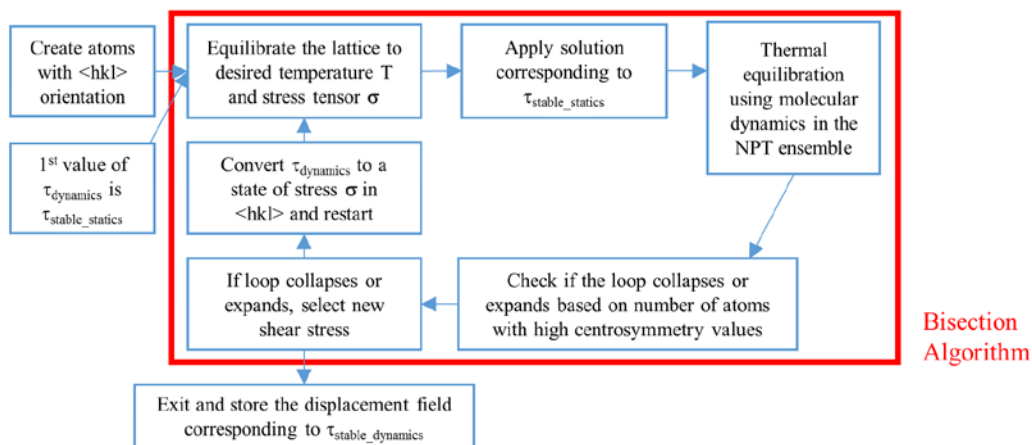 Create atoms
with <hkl>
orientation
1st value of
τdynamics is
τstable_statics
Equilibrate the lattice to
desired temperature T
and stress tensor σ
Apply solution
corresponding to
τstable_statics
Thermal
equilibration
using molecular
dynamics in the
NPT ensemble
Convert τdynamics to a
state of stress σ in
<hkl> and restart
If loop collapses or
expands, select new
shear stress
Check if the loop collapses or
expands based on number of atoms
with high centrosymmetry values
Bisection
Algorithm
Exit and store the displacement field
corresponding to τstable_dynamics